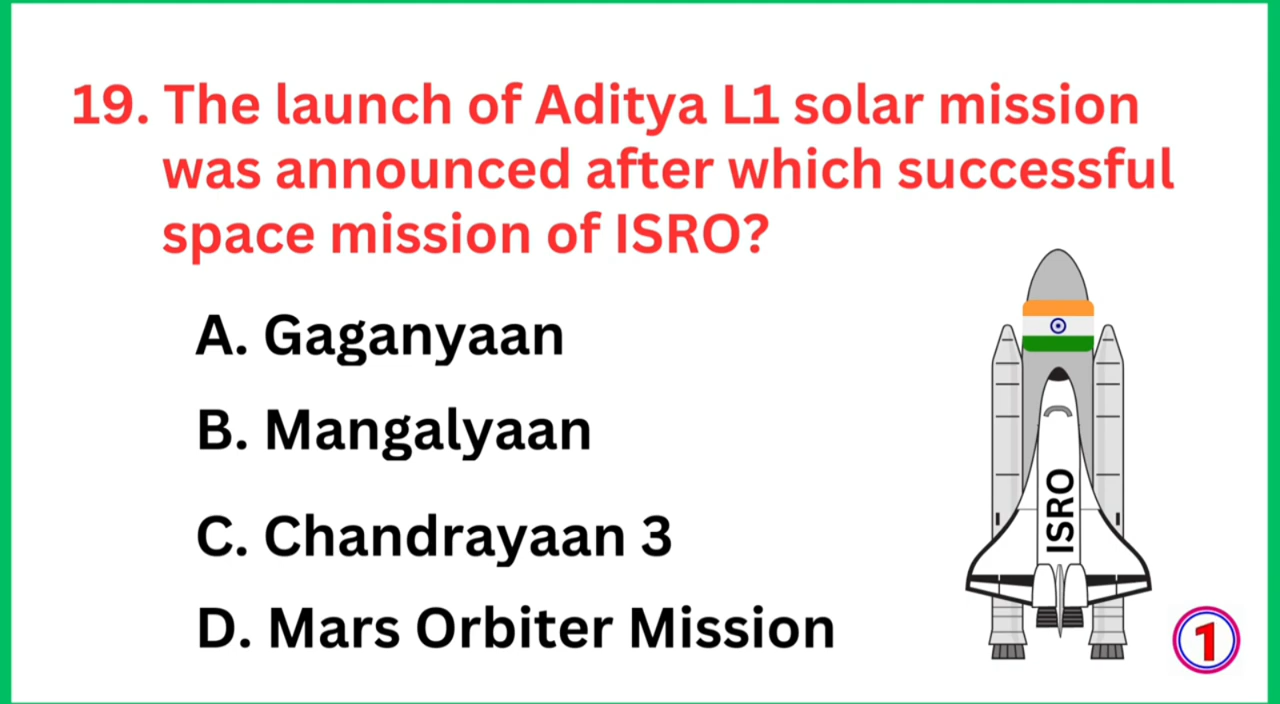 19. The launch of Aditya L1 solar mission
was announced after which successful
space mission of ISRO?
A. Gaganyaan
B. Mangalyaan
C. Chandrayaan 3
D. Mars Orbiter Mission
ISRO
1